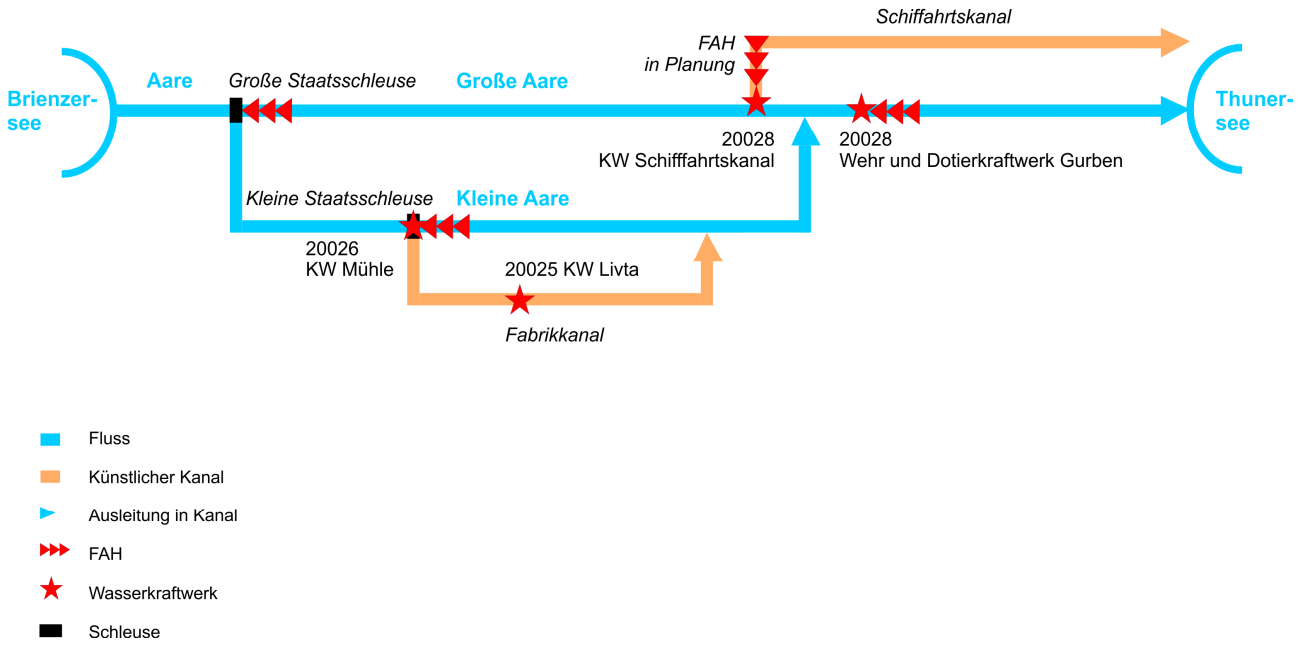 Schiffahrtskanal
FAH
in Planung
Aare
Große Staatsschleuse
Große Aare
Brienzer-
see
Thuner-
see
20028
KW Schifffahrtskanal
20028
Wehr und Dotierkraftwerk Gurben
Kleine Staatsschleuse
Kleine Aare
20026
KW Mühle
20025 KW Livta
Fabrikkanal
Fluss
Künstlicher Kanal
Ausleitung in Kanal
FAH
Wasserkraftwerk
Schleuse